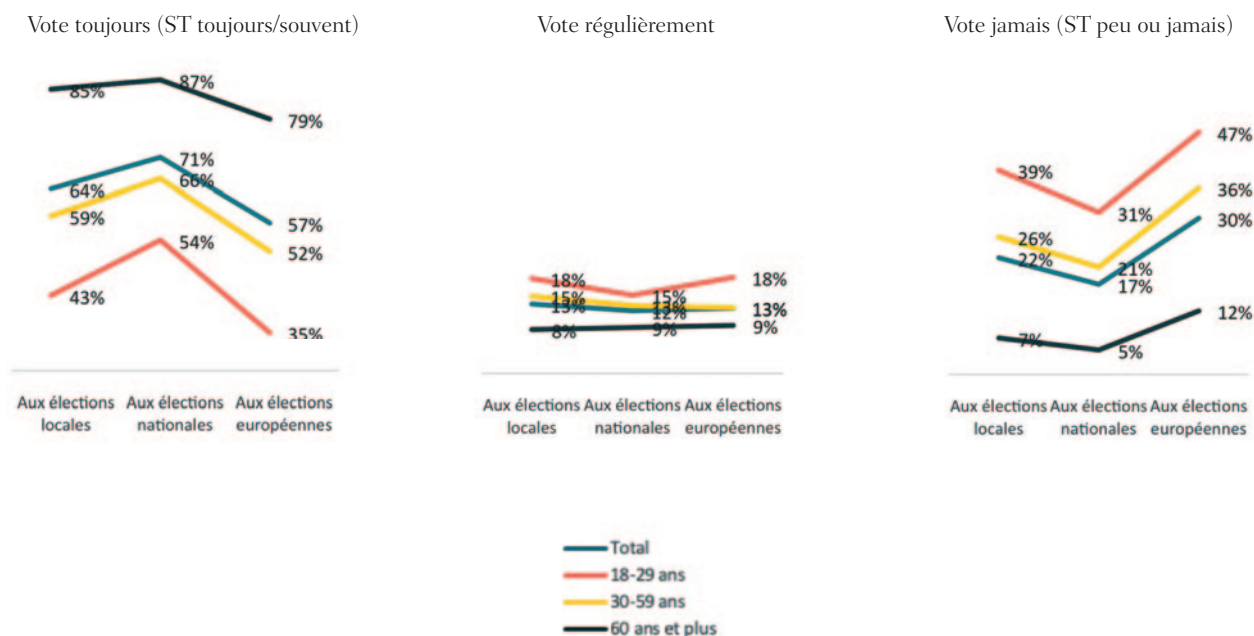 Vote toujours (ST toujours/souvent)
85%
87%
79%
64%
71%
57%
59%
66%
52%
43%
54%
35%
Aux élections locales
Aux élections nationales
Aux élections européennes
Vote régulièrement
18%
15%
18%
15%
13%
13%
13%
12%
13%
8%
9%
9%
Aux élections locales
Aux élections nationales
Aux élections européennes
Vote jamais (ST peu ou jamais)
39%
31%
47%
26%
21%
36%
22%
17%
30%
7%
5%
12%
Aux élections locales
Aux élections nationales
Aux élections européennes
Total
18-29 ans
30-59 ans
60 ans et plus